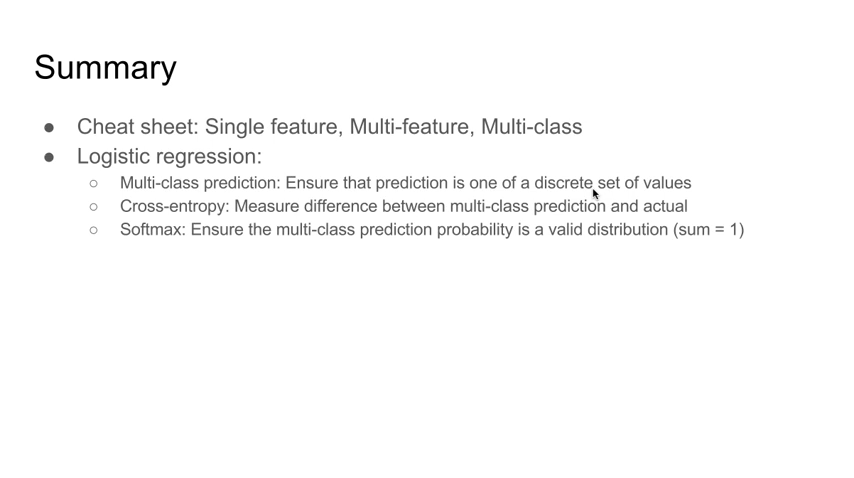 Summary
● Cheat sheet: Single feature, Multi-feature, Multi-class
● Logistic regression:
○ Multi-class prediction: Ensure that prediction is one of a discrete set of values
○ Cross-entropy: Measure difference between multi-class prediction and actual
○ Softmax: Ensure the multi-class prediction probability is a valid distribution (sum = 1)